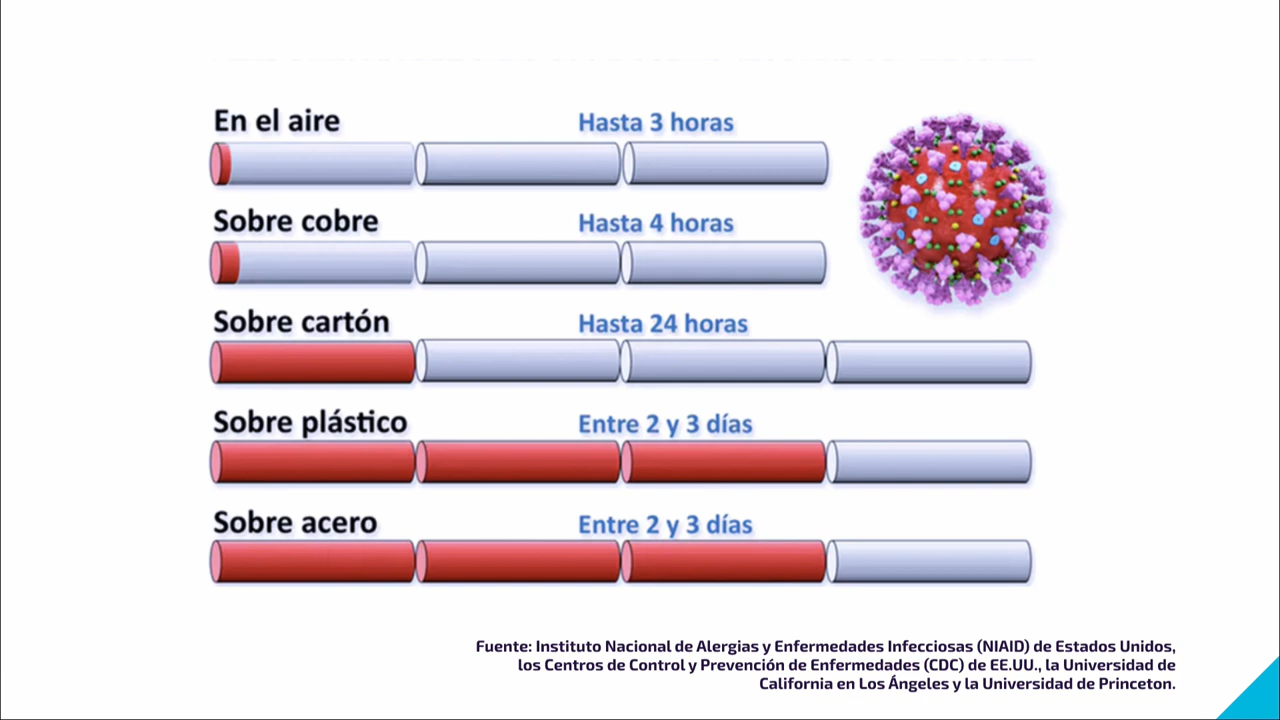 En el aire
Hasta 3 horas
Sobre cobre
Hasta 4 horas
Sobre cartón
Hasta 24 horas
Sobre plástico
Entre 2 y 3 días
Sobre acero
Entre 2 y 3 días
Fuente: Instituto Nacional de Alergias y Enfermedades Infecciosas (NIAID) de Estados Unidos,
los Centros de Control y Prevención de Enfermedades (CDC) de EE.UU., la Universidad de
California en Los Ángeles y la Universidad de Princeton.